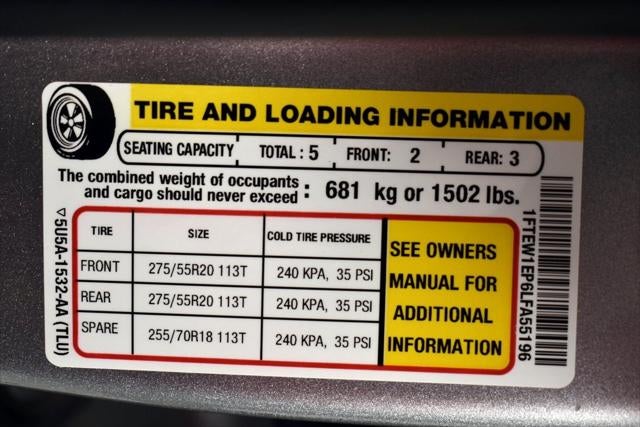 TIRE AND LOADING INFORMATION
SEATING CAPACITY TOTAL : 5 FRONT: 2 REAR: 3
The combined weight of occupants
and cargo should never exceed : 681 kg or 1502 lbs.
TIRE SIZE COLD TIRE PRESSURE
FRONT 275/55R20 113T 240 KPA, 35 PSI
REAR 275/55R20 113T 240 KPA, 35 PSI
SPARE 255/70R18 113T 240 KPA, 35 PSI
SEE OWNERS
MANUAL FOR
ADDITIONAL
INFORMATION
▽5U5A-1532-AA (TLU)
1FTEW1EP6LFA55196